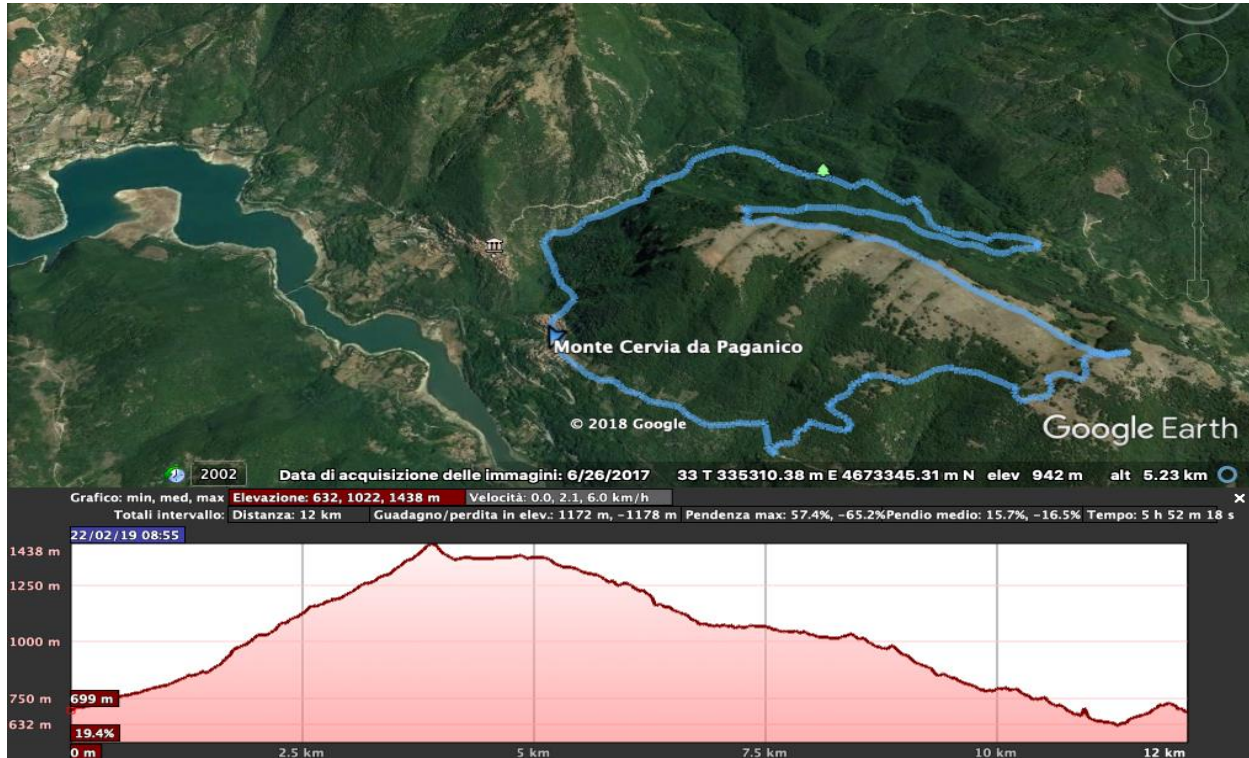 Monte Cervia da Paganico
© 2018 Google
Google Earth
2002 Data di acquisizione delle immagini: 6/26/2017 33 T 335310.38 m E 4673345.31 m N elev 942 m alt 5.23 km
Grafico: min, med, max Elevazione: 632, 1022, 1438 m Velocità: 0.0, 2.1, 6.0 km/h
Totali intervallo: Distanza: 12 km Guadagno/perdita in elev.: 1172 m, -1178 m Pendenza max: 57.4%, -65.2% Pendio medio: 15.7%, -16.5% Tempo: 5 h 52 m 18 s
22/02/19 08:55
1438 m
1250 m
1000 m
750 m 699 m
632 m
19.4%
0 m 2.5 km 5 km 7.5 km 10 km 12 km